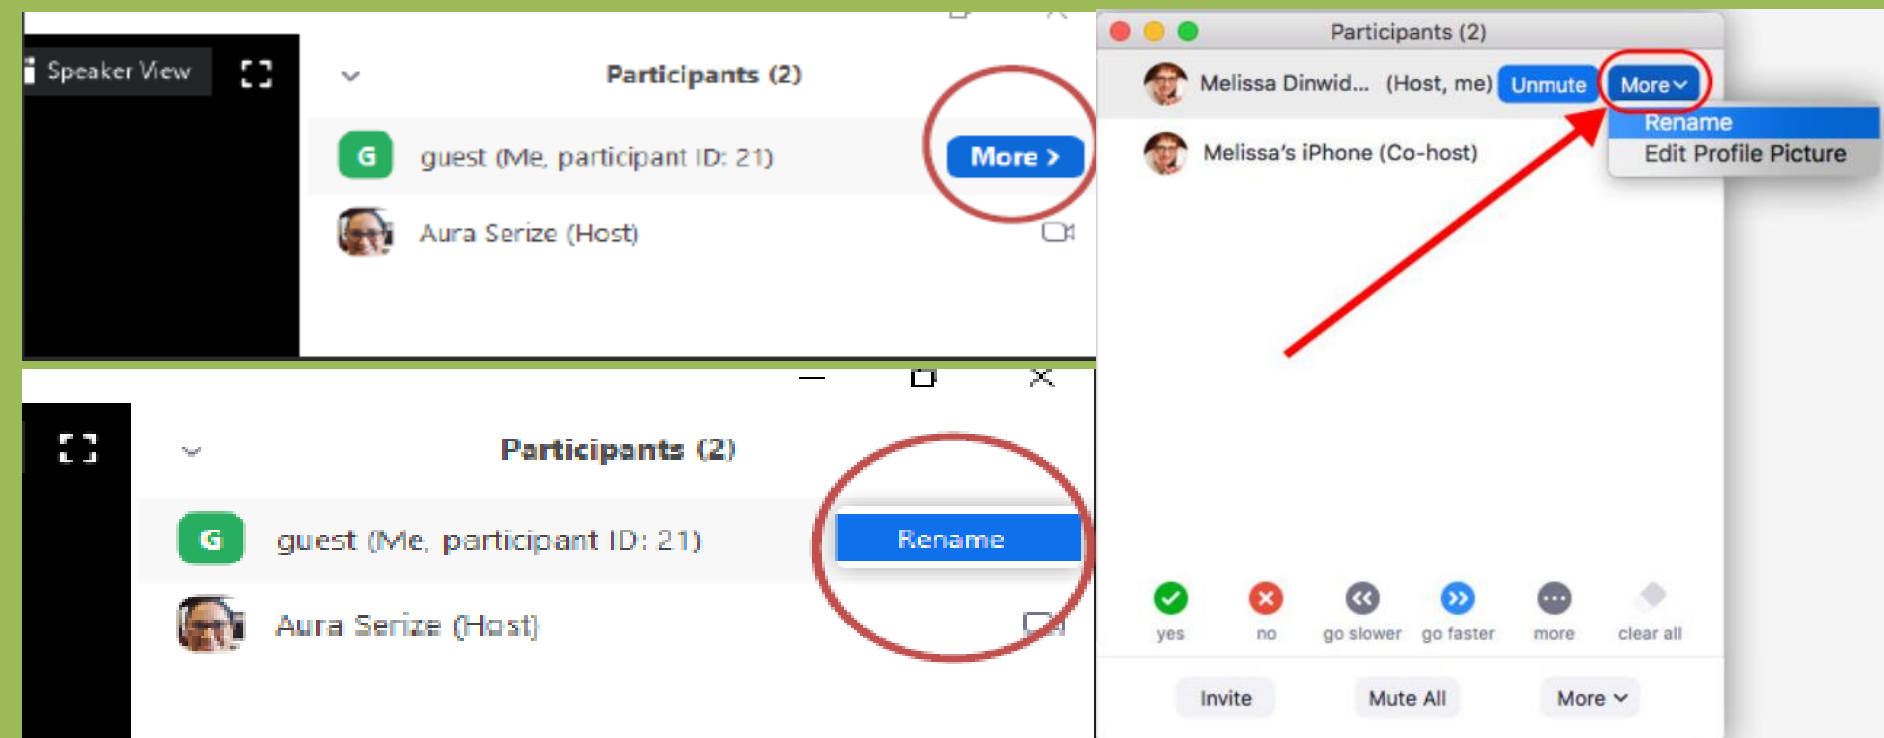 Speaker View
Participants (2)
G
guest (Me, participant ID: 21)
More >
Aura Serize (Host)
Participants (2)
G
guest (Me, participant ID: 21)
Rename
Aura Serize (Host)
Participants (2)
Melissa Dinwid... (Host, me)
Unmute
More
Rename
Edit Profile Picture
Melissa's iPhone (Co-host)
yes
no
go slower
go faster
more
clear all
Invite
Mute All
More